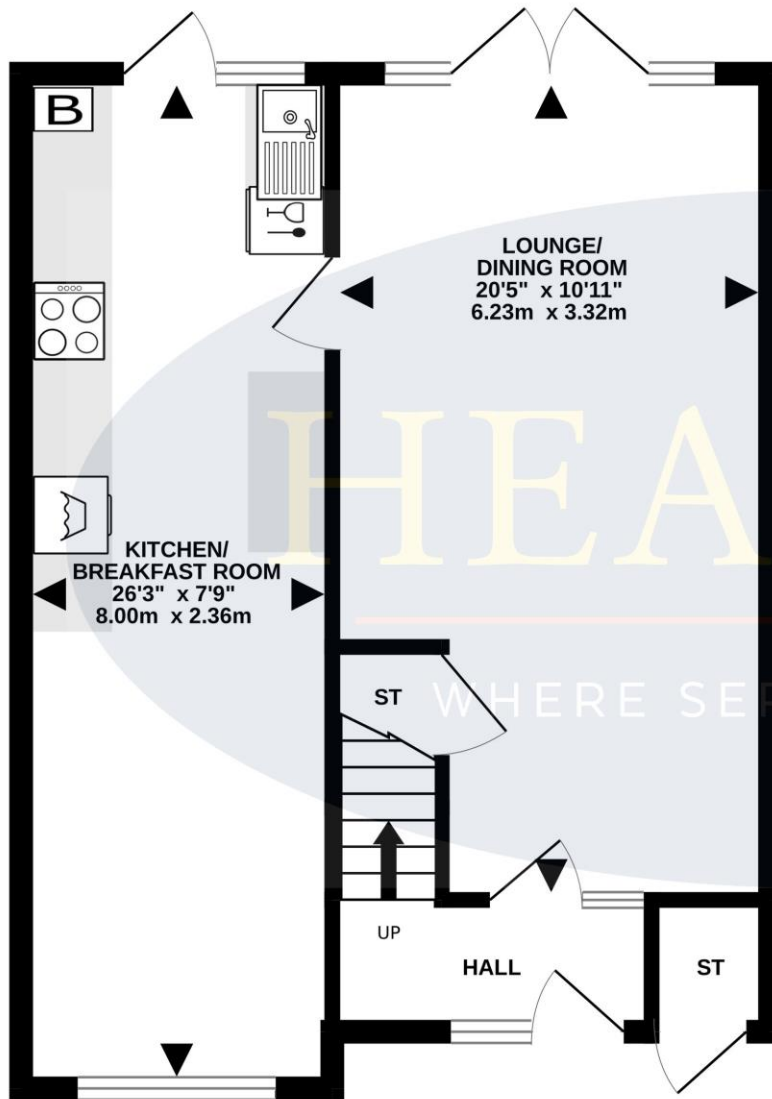 B
LOUNGE/
DINING ROOM
20'5" x 10'11"
6.23m x 3.32m
HEA
KITCHEN/
BREAKFAST ROOM
26'3" x 7'9"
8.00m x 2.36m
ST
WHERE SER
UP
HALL
ST